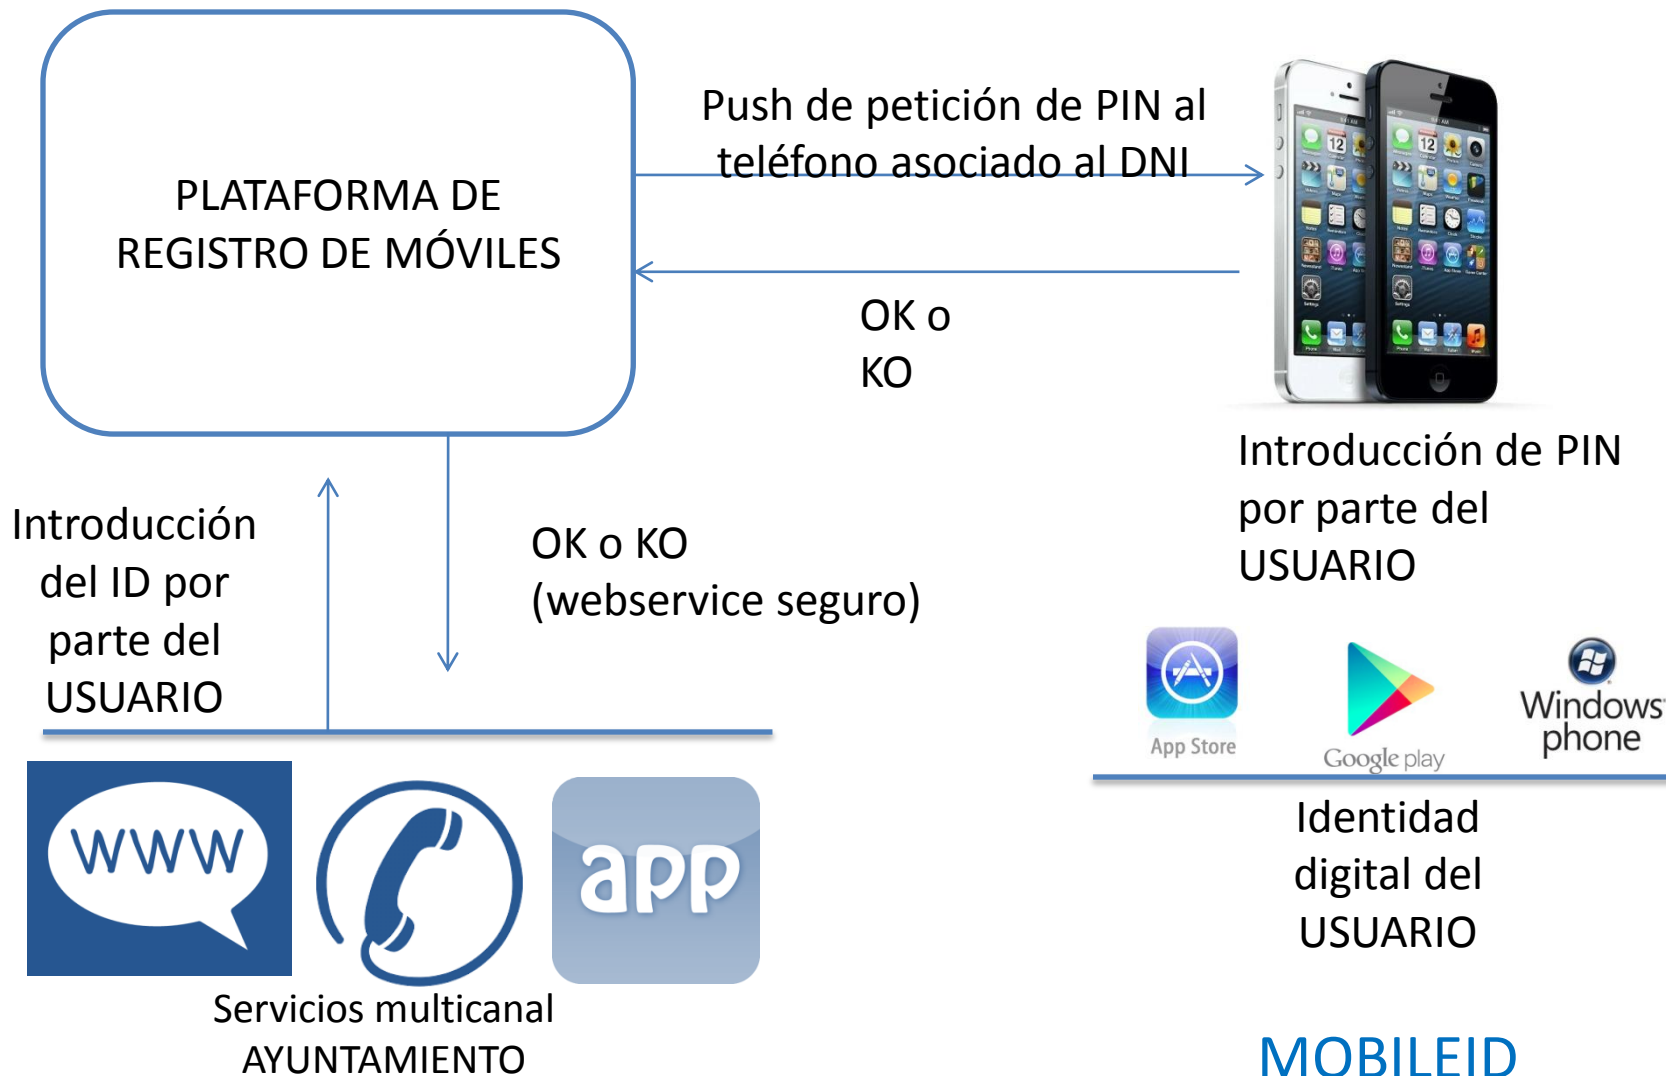 PLATAFORMA DE
REGISTRO DE MÓVILES
Push de petición de PIN al
teléfono asociado al DNI
OK o
KO
Introducción de PIN
por parte del
USUARIO
Introducción
del ID por
parte del
USUARIO
OK o KO
(webservice seguro)
App Store
Google play
Windows
phone
Identidad
digital del
USUARIO
www
app
Servicios multicanal
AYUNTAMIENTO
MOBILEID